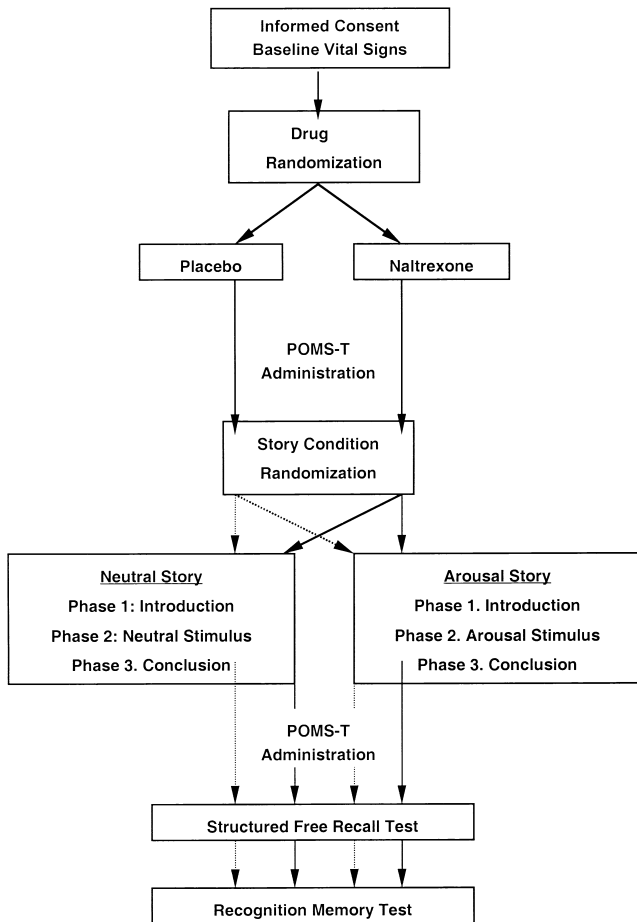 Informed Consent
Baseline Vital Signs
Drug
Randomization
Placebo
Naltrexone
POMS-T
Administration
Story Condition
Randomization
Neutral Story
Phase 1: Introduction
Phase 2: Neutral Stimulus
Phase 3. Conclusion
Arousal Story
Phase 1. Introduction
Phase 2. Arousal Stimulus
Phase 3. Conclusion
POMS-T
Administration
Structured Free Recall Test
Recognition Memory Test